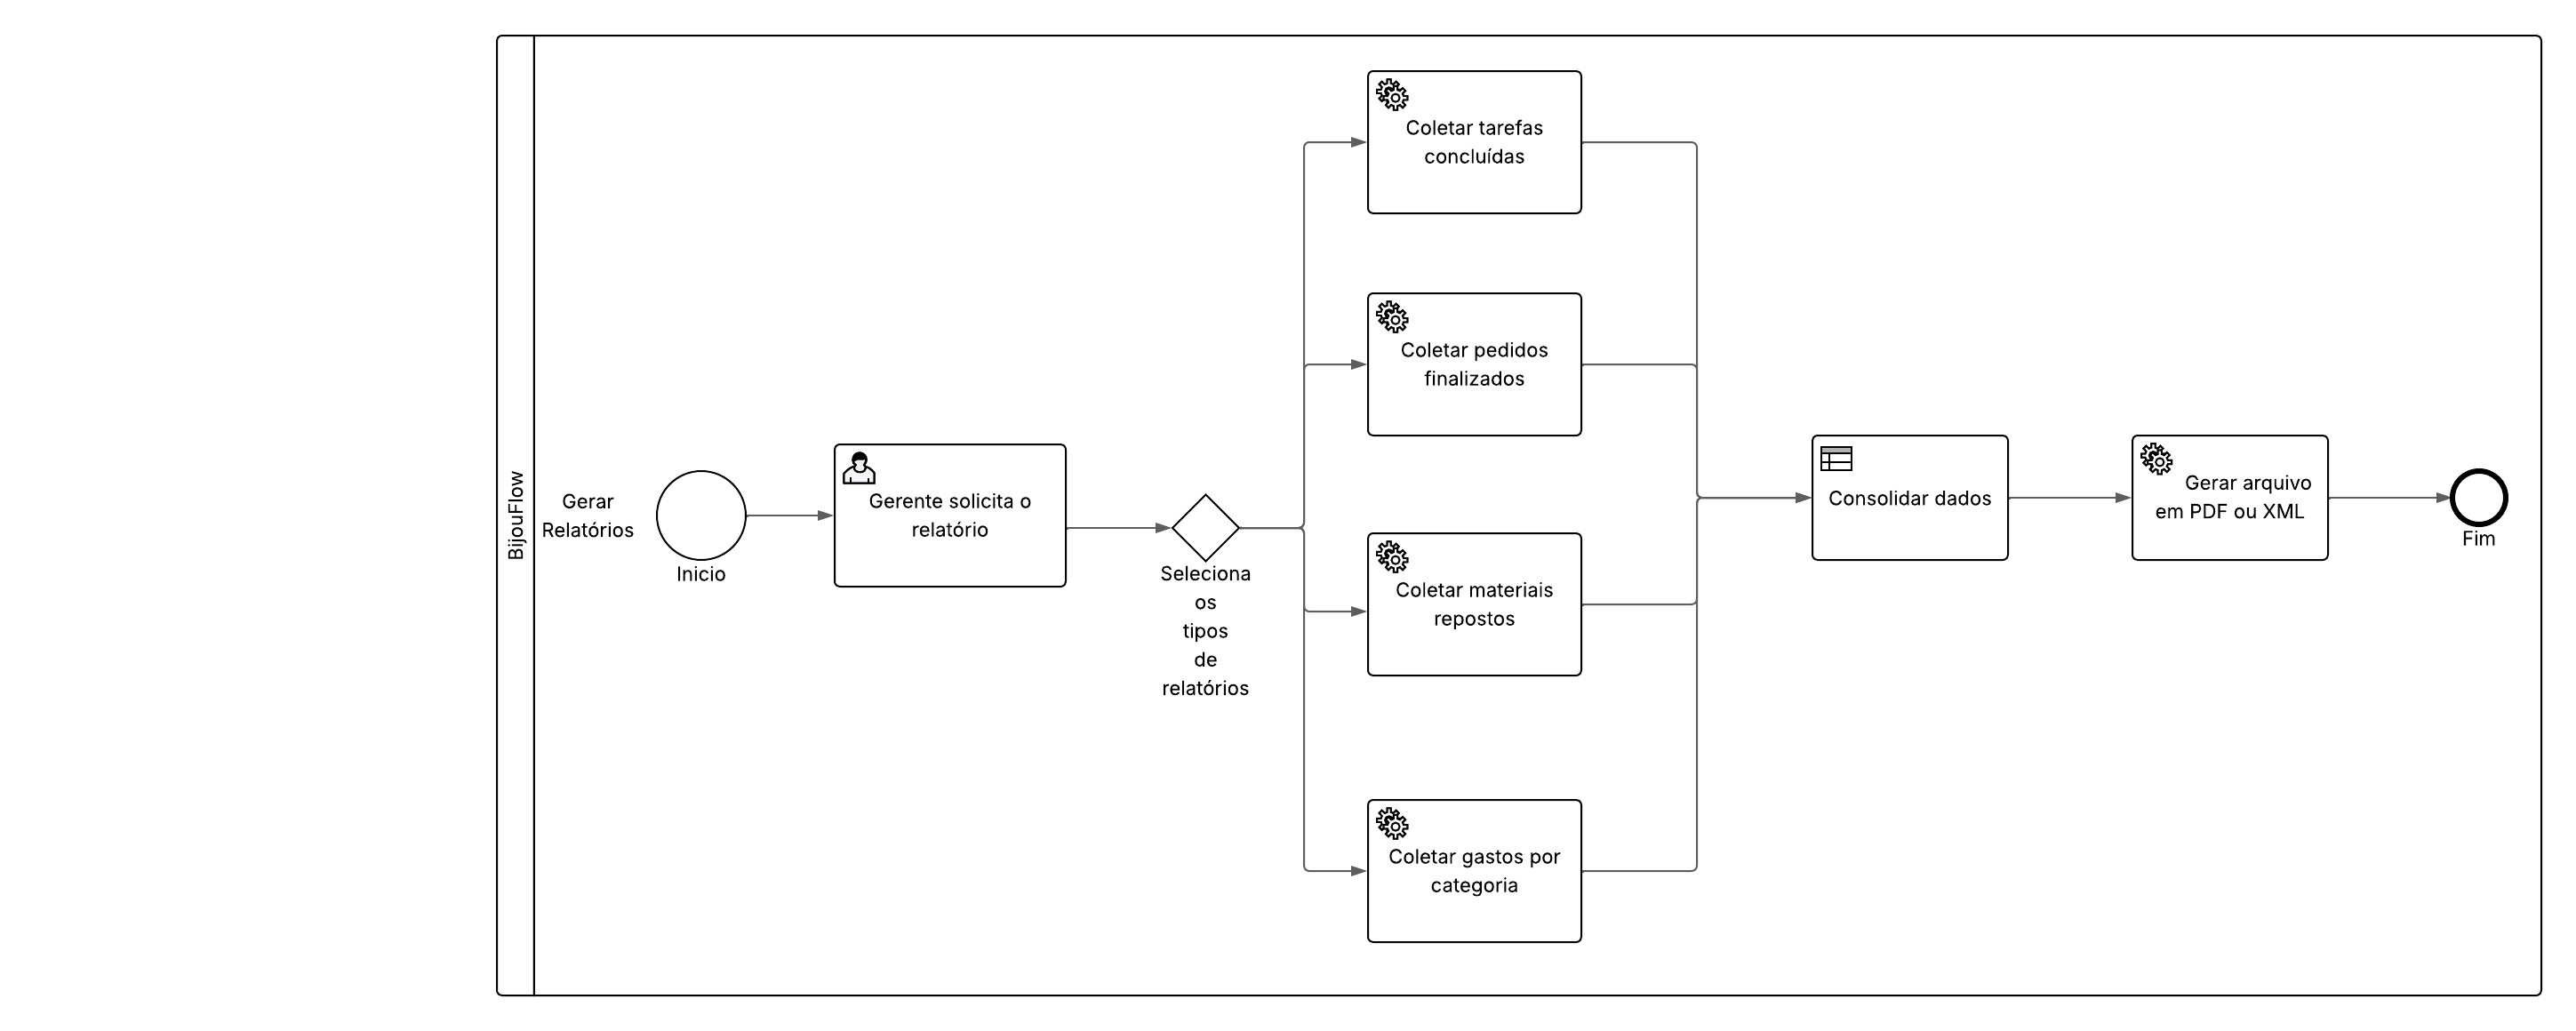 BijouFlow
Gerar
Relatórios
Inicio
Gerente solicita o
relatório
Seleciona
os
tipos
de
relatórios
Coletar tarefas
concluídas
Coletar pedidos
finalizados
Coletar materiais
repostos
Coletar gastos por
categoria
Consolidar dados
Gerar arquivo
em PDF ou XML
Fim